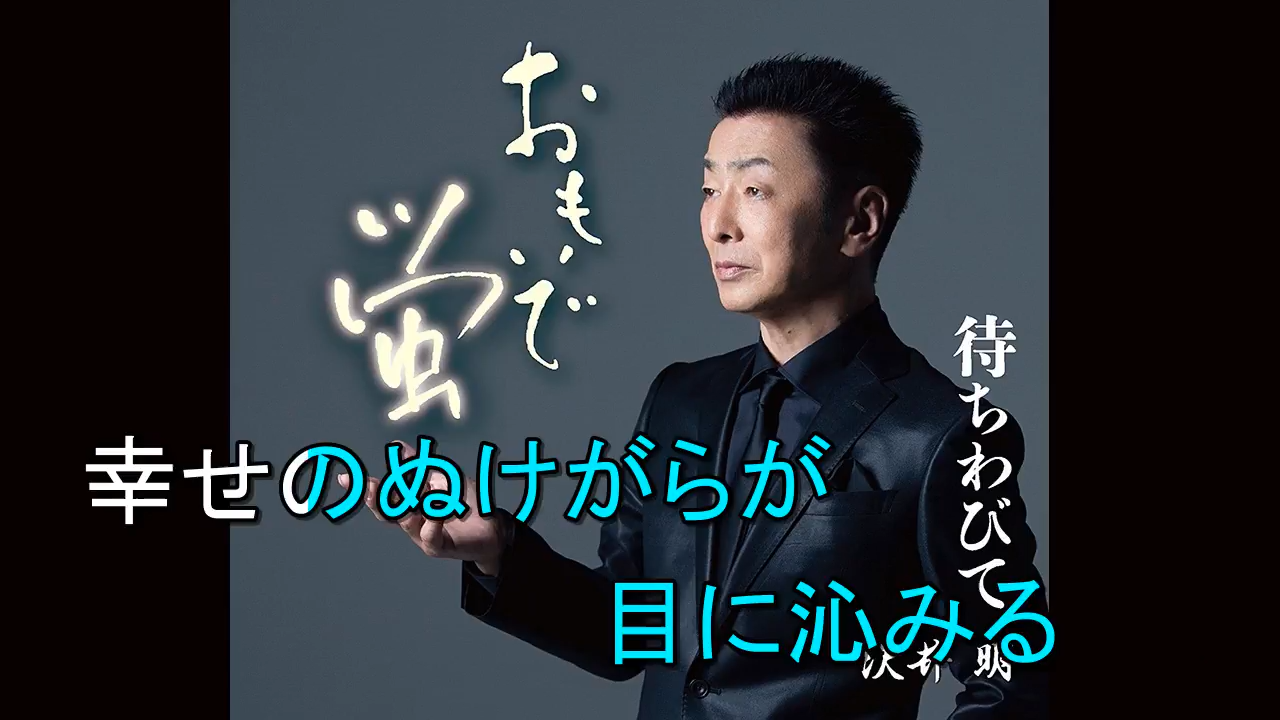 おもいで
蛍
待ちわびて
幸せのぬけがらが
目に沁みる